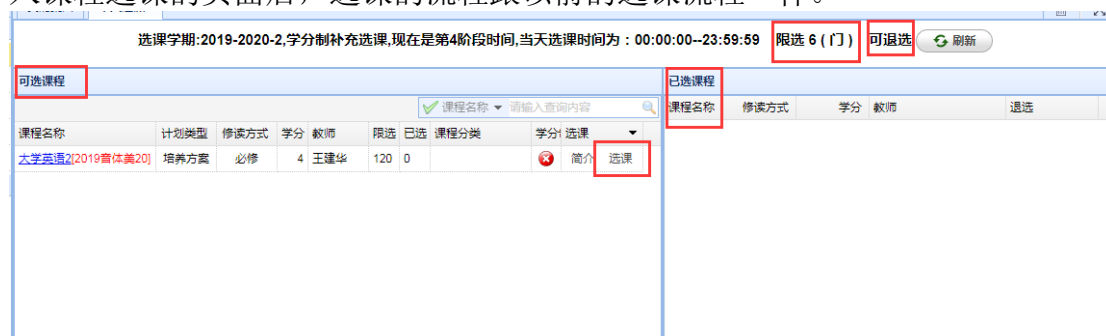 选课学期:2019-2020-2,学分制补充选课,现在是第4阶段时间,当天选课时间为：00:00:00--23:59:59 限选 6 ( 门 ) 可退选 刷新
可选课程 已选课程
课程名称 请输入查询内容 课程名称 修读方式 学分 教师 退选
课程名称 计划类型 修读方式 学分 教师 限选 已选 课程分类 学分 选课
大学英语2[2019音体美20] 培养方案 必修 4 王建华 120 0 简介 选课